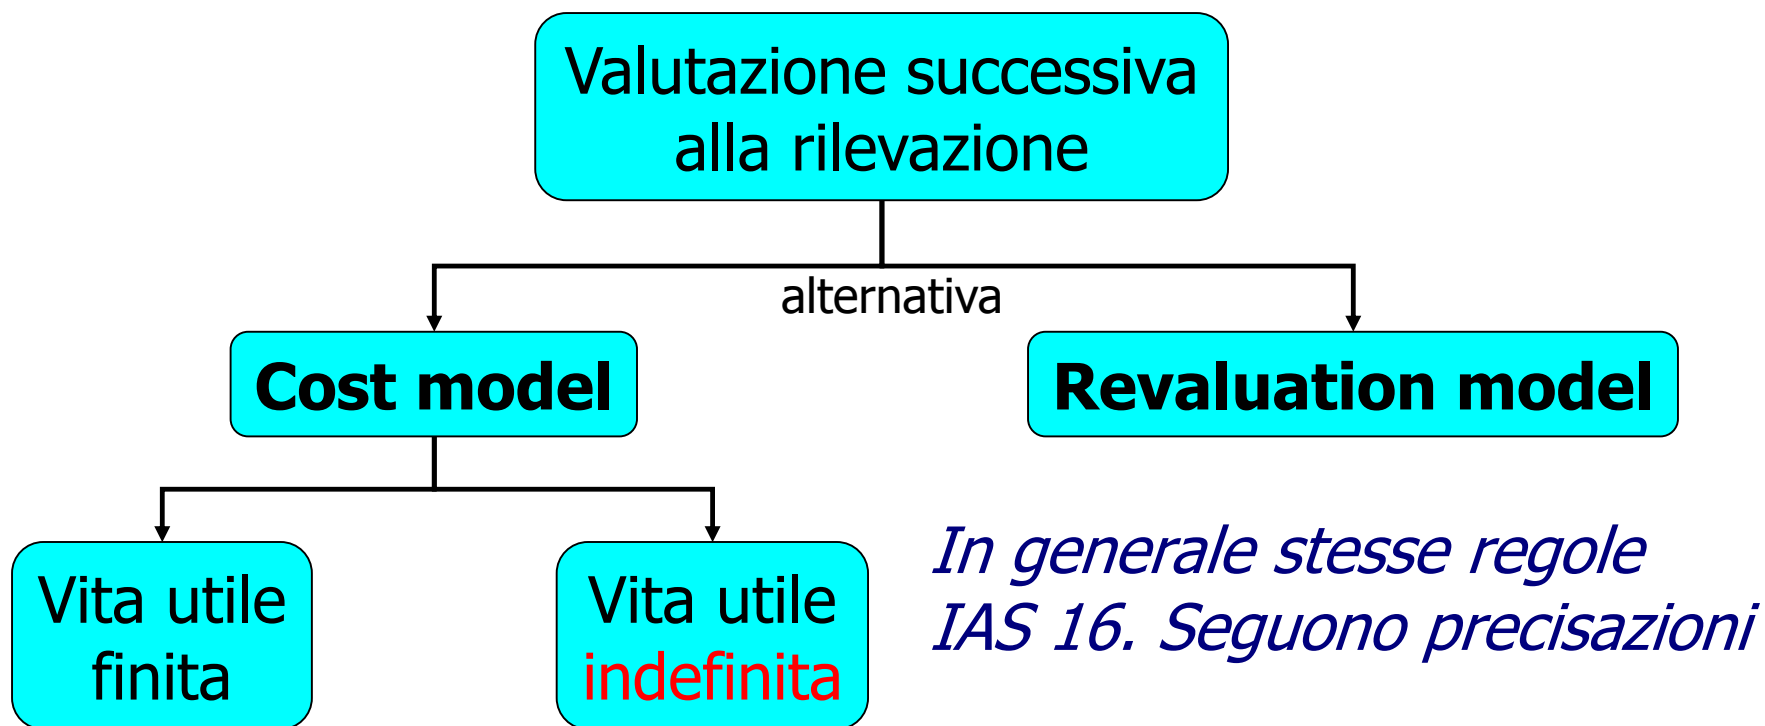 Valutazione successiva
alla rilevazione
alternativa
Cost model
Revaluation model
Vita utile
finita
Vita utile
indefinita
In generale stesse regole
IAS 16. Seguono precisazioni